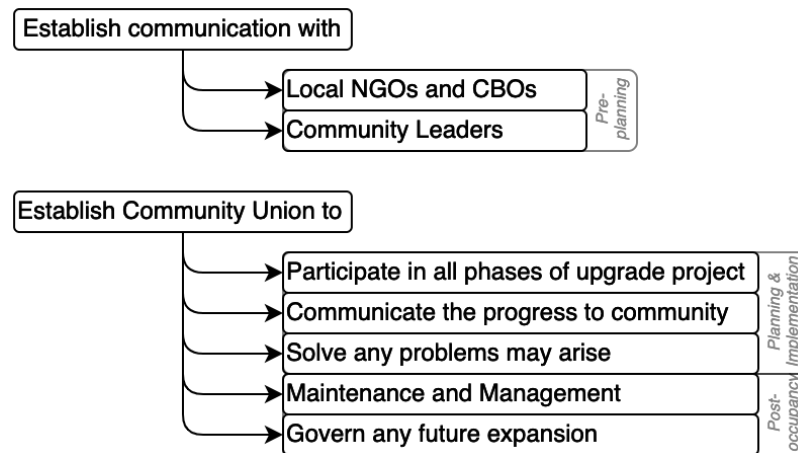 Establish communication with
Local NGOs and CBOs
Community Leaders
Pre-
planning
Establish Community Union to
Participate in all phases of upgrade project
Communicate the progress to community
Solve any problems may arise
Planning &
Implementation
Maintenance and Management
Govern any future expansion
Post-
occupancy